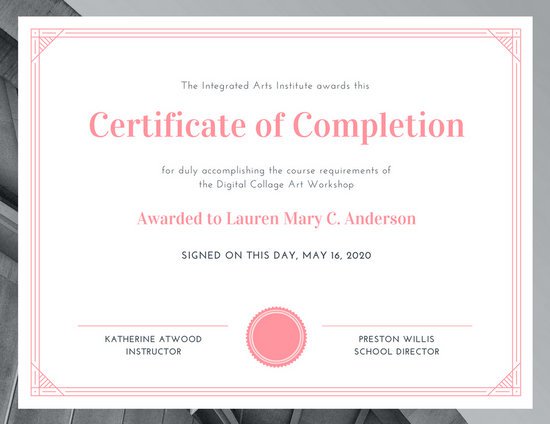 The Integrated Arts Institute awards this
Certificate of Completion
for duly accomplishing the course requirements of
the Digital Collage Art Workshop
Awarded to Lauren Mary C. Anderson
SIGNED ON THIS DAY, MAY 16, 2020
KATHERINE ATWOOD
INSTRUCTOR
PRESTON WILLIS
SCHOOL DIRECTOR